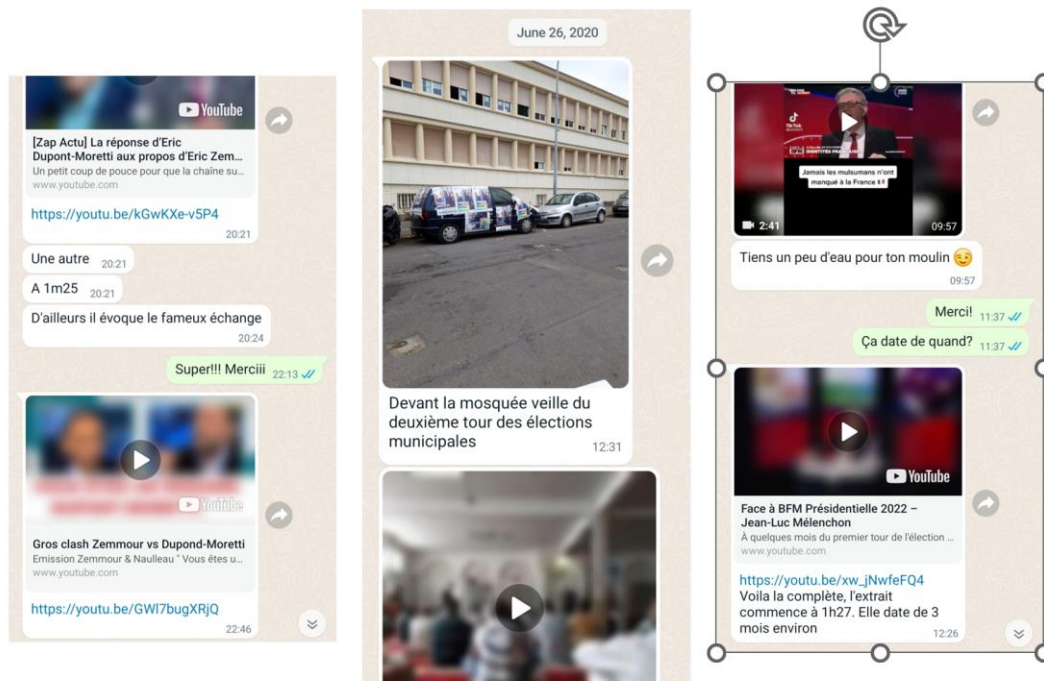 YouTube
[Zap Actu] La réponse d'Eric
Dupont-Moretti aux propos d'Eric Zem...
Un petit coup de pouce pour que la chaîne su...
www.youtube.com
https://youtu.be/kGwKXe-v5P4
20:21
Une autre 20:21
A 1m25 20:21
D'ailleurs il évoque le fameux échange
20:24
Super!!! Merciii 22:13
YouTube
Gros clash Zemmour vs Dupond-Moretti
Emission Zemmour & Naulleau " Vous êtes u...
www.youtube.com
https://youtu.be/GWl7bugXRjQ
22:46
June 26, 2020
Devant la mosquée veille du
deuxième tour des élections
municipales
12:31
TikTok
Jamais les mulsumans n'ont
manqué à la France
2:41 09:57
Tiens un peu d'eau pour ton moulin
09:57
Merci! 11:37
Ça date de quand? 11:37
YouTube
Face à BFM Présidentielle 2022 –
Jean-Luc Mélenchon
À quelques mois du premier tour de l'élection ...
www.youtube.com
https://youtu.be/xw_jNwfeFQ4
Voila la complète, l'extrait
commence à 1h27. Elle date de 3
mois environ
12:26